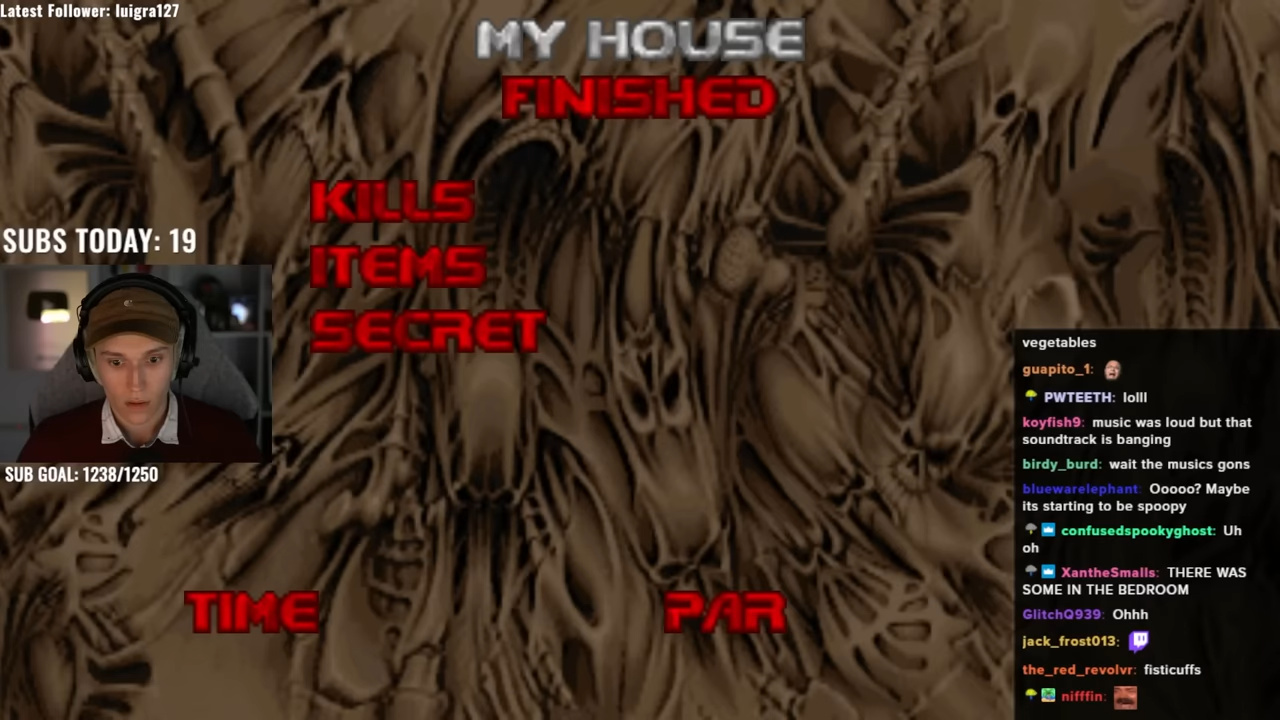 Latest Follower: luigra127
MY HOUSE
FINISHED
KILLS
ITEMS
SECRET
SUBS TODAY: 19
SUB GOAL: 1238/1250
TIME
PAR
vegetables
guapito_1:
PWTEETH: lolll
koyfish9: music was loud but that
soundtrack is banging
birdy_burd: wait the musics gons
bluewarelephant: Ooooo? Maybe
its starting to be spoopy
confusedspookyghost: Uh
oh
XantheSmalls: THERE WAS
SOME IN THE BEDROOM
GlitchQ939: Ohhh
jack_frost013:
the_red_revolvr: fisticuffs
nifffin: